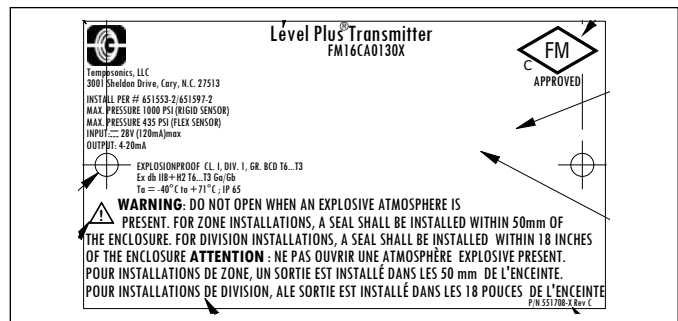 Level Plus® Transmitter
FM16CA0130X
FM
C
APPROVED
Temposonics, LLC
3001 Sheldon Drive, Cary, N.C. 27513
INSTALL PER # 651553-2/651597-2
MAX. PRESSURE 1000 PSI (RIGID SENSOR)
MAX. PRESSURE 435 PSI (FLEX SENSOR)
INPUT: ⎓ 28V (120mA)max
OUTPUT: 4-20mA
EXPLOSIONPROOF CL. I, DIV. 1, GR. BCD T6...T3
Ex db IIB+H2 T6...T3 Ga/Gb
Ta = -40°C to +71°C ; IP 65
WARNING: DO NOT OPEN WHEN AN EXPLOSIVE ATMOSPHERE IS
PRESENT. FOR ZONE INSTALLATIONS, A SEAL SHALL BE INSTALLED WITHIN 50mm OF
THE ENCLOSURE. FOR DIVISION INSTALLATIONS, A SEAL SHALL BE INSTALLED WITHIN 18 INCHES
OF THE ENCLOSURE ATTENTION : NE PAS OUVRIR UNE ATMOSPHÈRE EXPLOSIVE PRESENT.
POUR INSTALLATIONS DE ZONE, UN SORTIE EST INSTALLÉ DANS LES 50 mm DE L'ENCEINTE.
POUR INSTALLATIONS DE DIVISION, ALE SORTIE EST INSTALLÉ DANS LES 18 POUCES DE L'ENCEINTE
P/N 551708-X Rev C